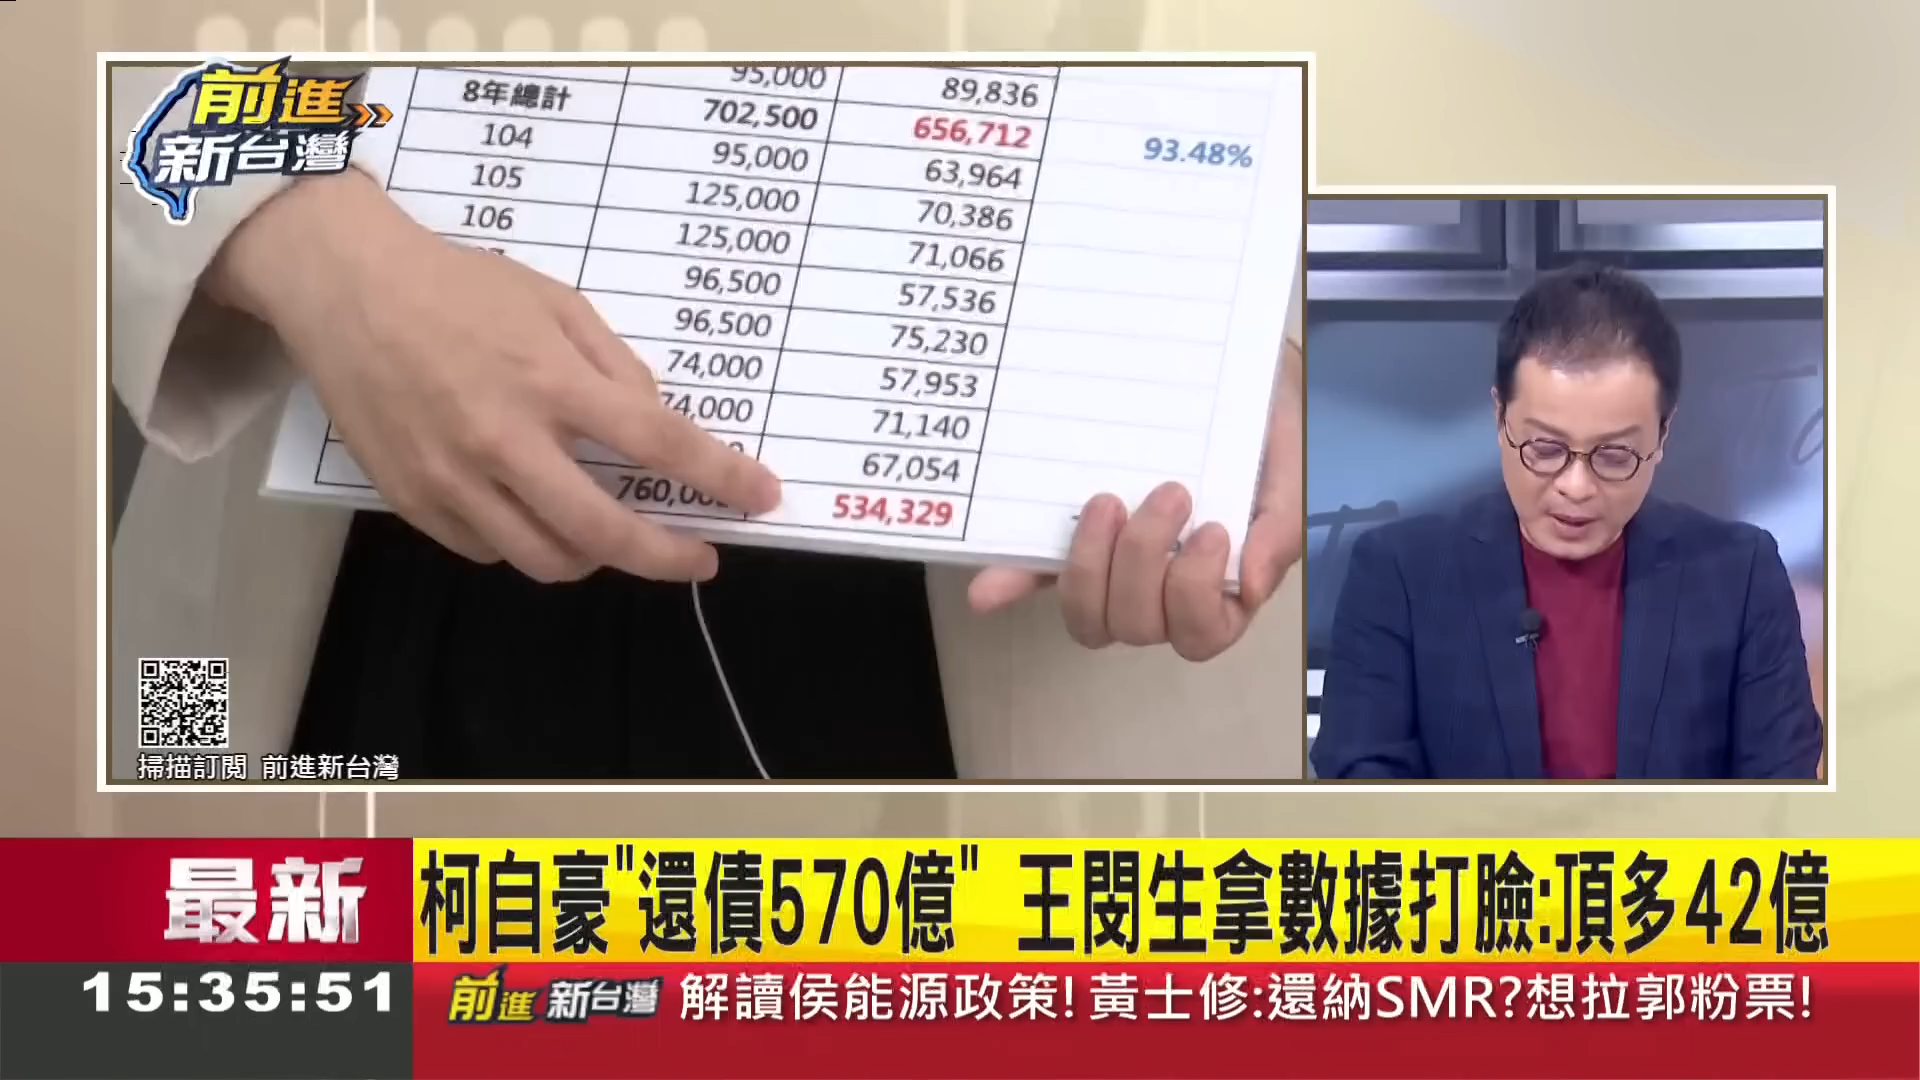 前進
新台灣
95,000 89,836
8年總計 702,500 656,712 93.48%
104 95,000 63,964
105 125,000 70,386
106 125,000 71,066
96,500 57,536
96,500 75,230
74,000 57,953
74,000 71,140
67,054
534,329
掃描訂閱 前進新台灣
最新 柯自豪"還債570億" 王閔生拿數據打臉:頂多42億
15:35:51 前進新台灣 解讀侯能源政策!黃士修:還納SMR?想拉郭粉票!